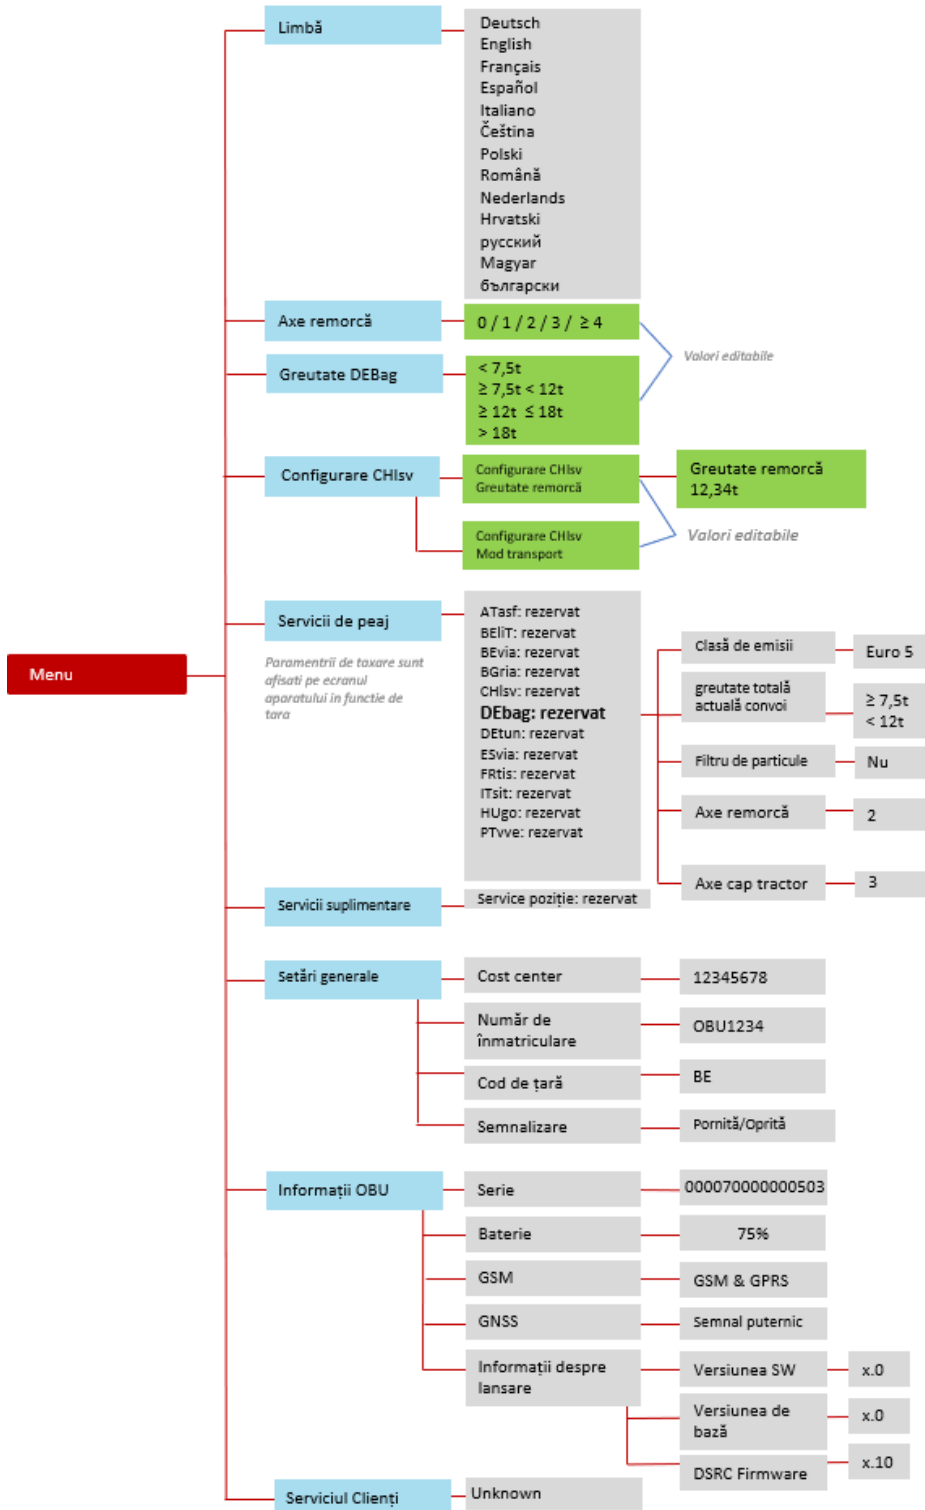 Limbă
Deutsch
English
Français
Español
Italiano
Čeština
Polski
Română
Nederlands
Hrvatski
русский
Magyar
български
Axe remorcă
0 / 1 / 2 / 3 / ≥ 4
Valori editabile
Greutate DEBag
< 7,5t
≥ 7,5t < 12t
≥ 12t ≤ 18t
> 18t
Configurare CHlsv
Configurare CHlsv
Greutate remorcă
Greutate remorcă
12,34t
Configurare CHlsv
Mod transport
Valori editabile
Menu
Servicii de peaj
Paramentrii de taxare sunt
afisati pe ecranul
aparatului in functie de
tara
ATasf: rezervat
BEliT: rezervat
BEvia: rezervat
BGria: rezervat
CHlsv: rezervat
DEbag: rezervat
DEtun: rezervat
ESvia: rezervat
FRtis: rezervat
ITsit: rezervat
HUgo: rezervat
PTvve: rezervat
Clasă de emisii
Euro 5
greutate totală
actuală convoi
≥ 7,5t
< 12t
Filtru de particule
Nu
Axe remorcă
2
Axe cap tractor
3
Servicii suplimentare
Service poziție: rezervat
Setări generale
Cost center
12345678
Număr de
înmatriculare
OBU1234
Cod de țară
BE
Semnalizare
Pornită/Oprită
Informații OBU
Serie
000070000000503
Baterie
75%
GSM
GSM & GPRS
GNSS
Semnal puternic
Informații despre
lansare
Versiunea SW
x.0
Versiunea de
bază
x.0
DSRC Firmware
x.10
Serviciul Clienți
Unknown